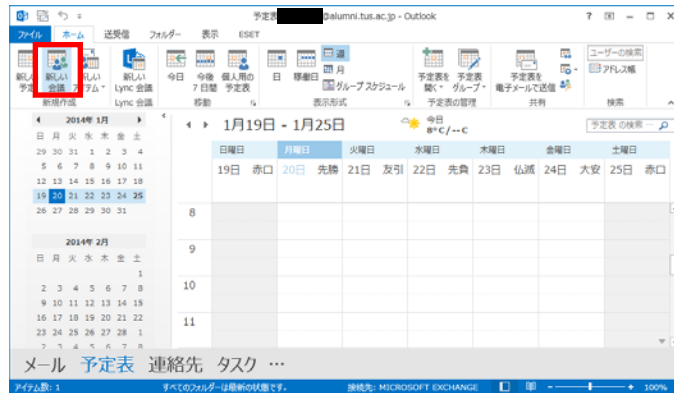 予定表 @alumni.tus.ac.jp - Outlook
ファイル ホーム 送受信 フォルダー 表示 ESET
新しい 新しい 新しい 新しい 今日 今後 個人用の 日 稼働日 週 予定表を 予定表 予定表を ユーザーの検索
予定 会議 アイテム Lync 会議 7 日間 予定表 月 開く グループ 電子メールで送信 アドレス帳
グループ スケジュール
新規作成 Lync 会議 移動 表示形式 予定表の管理 共有 検索
2014年 1月
日 月 火 水 木 金 土
29 30 31 1 2 3 4
5 6 7 8 9 10 11
12 13 14 15 16 17 18
19 20 21 22 23 24 25
26 27 28 29 30 31
2014年 2月
日 月 火 水 木 金 土
1
2 3 4 5 6 7 8
9 10 11 12 13 14 15
16 17 18 19 20 21 22
23 24 25 26 27 28 1
2 3 4 5 6 7 8
1月19日 - 1月25日 今日 8°C/--C 予定表 の検索
日曜日 月曜日 火曜日 水曜日 木曜日 金曜日 土曜日
19日 赤口 20日 先勝 21日 友引 22日 先負 23日 仏滅 24日 大安 25日 赤口
8
9
10
11
メール 予定表 連絡先 タスク ···
アイテム数: 1 すべてのフォルダーは最新の状態です。 接続先: MICROSOFT EXCHANGE 100%